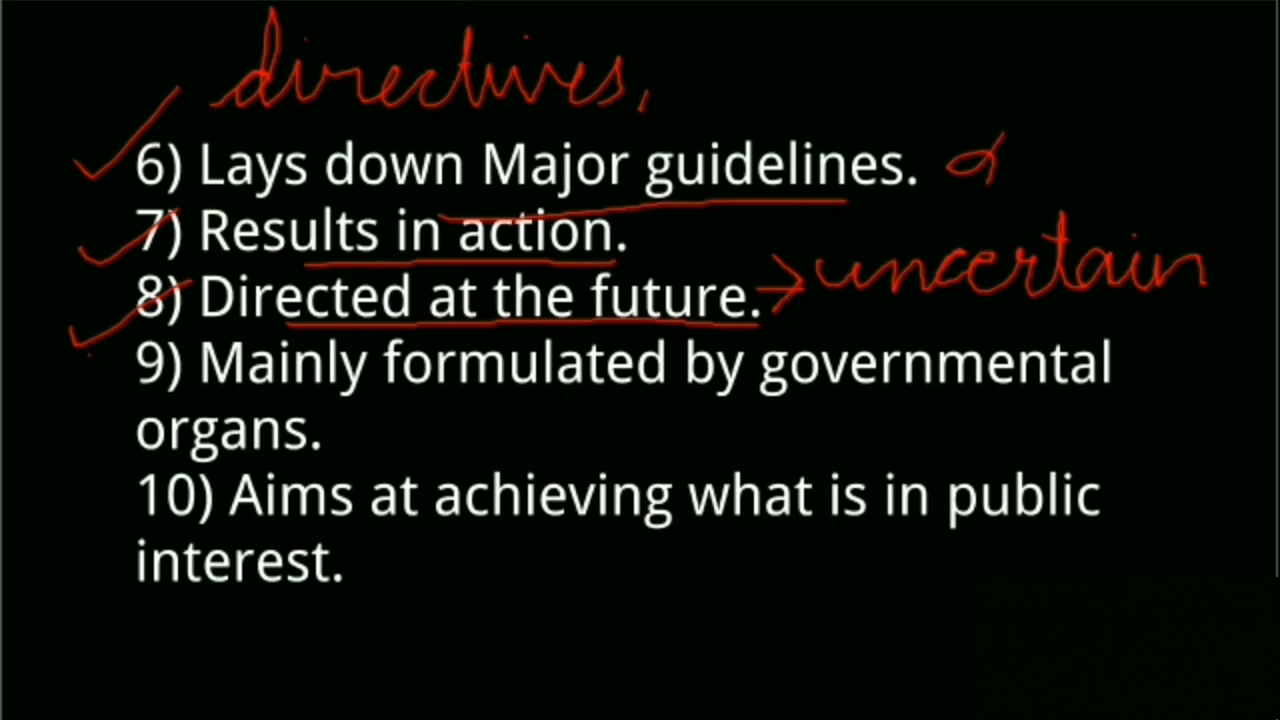 directives,
6) Lays down Major guidelines.
7) Results in action.
8) Directed at the future. → uncertain
9) Mainly formulated by governmental
organs.
10) Aims at achieving what is in public
interest.